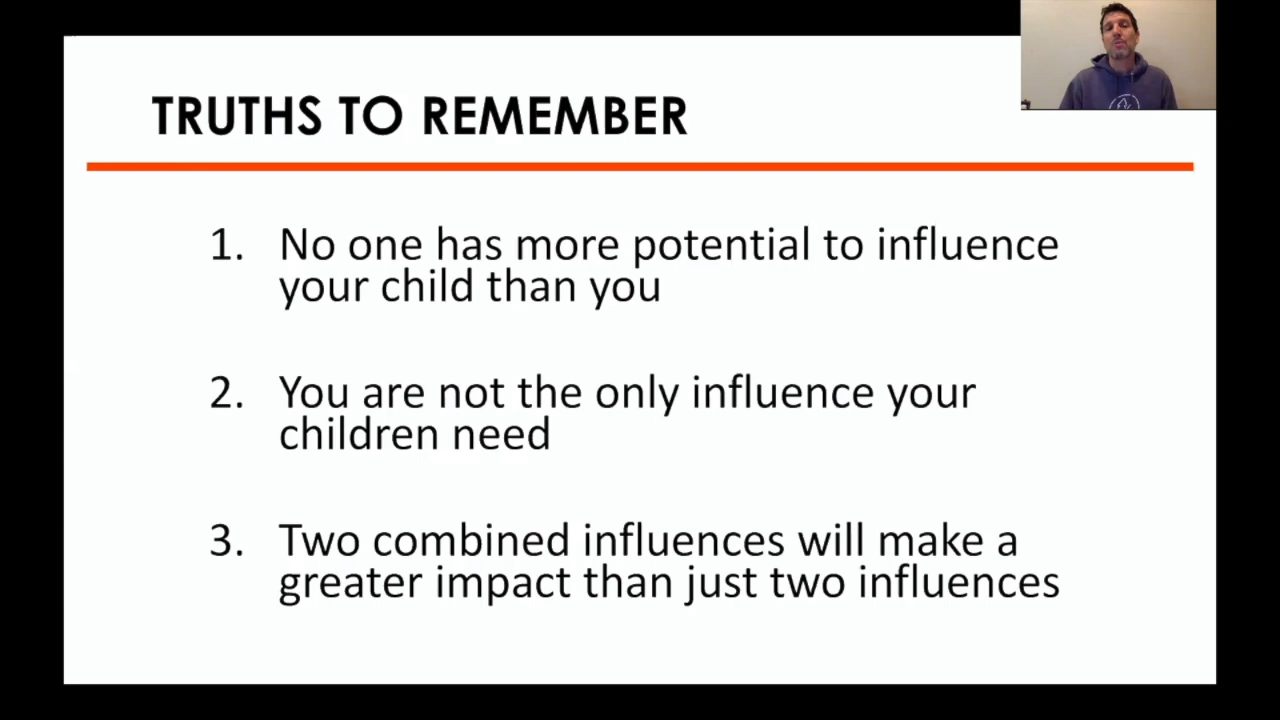 TRUTHS TO REMEMBER
1. No one has more potential to influence
your child than you
2. You are not the only influence your
children need
3. Two combined influences will make a
greater impact than just two influences